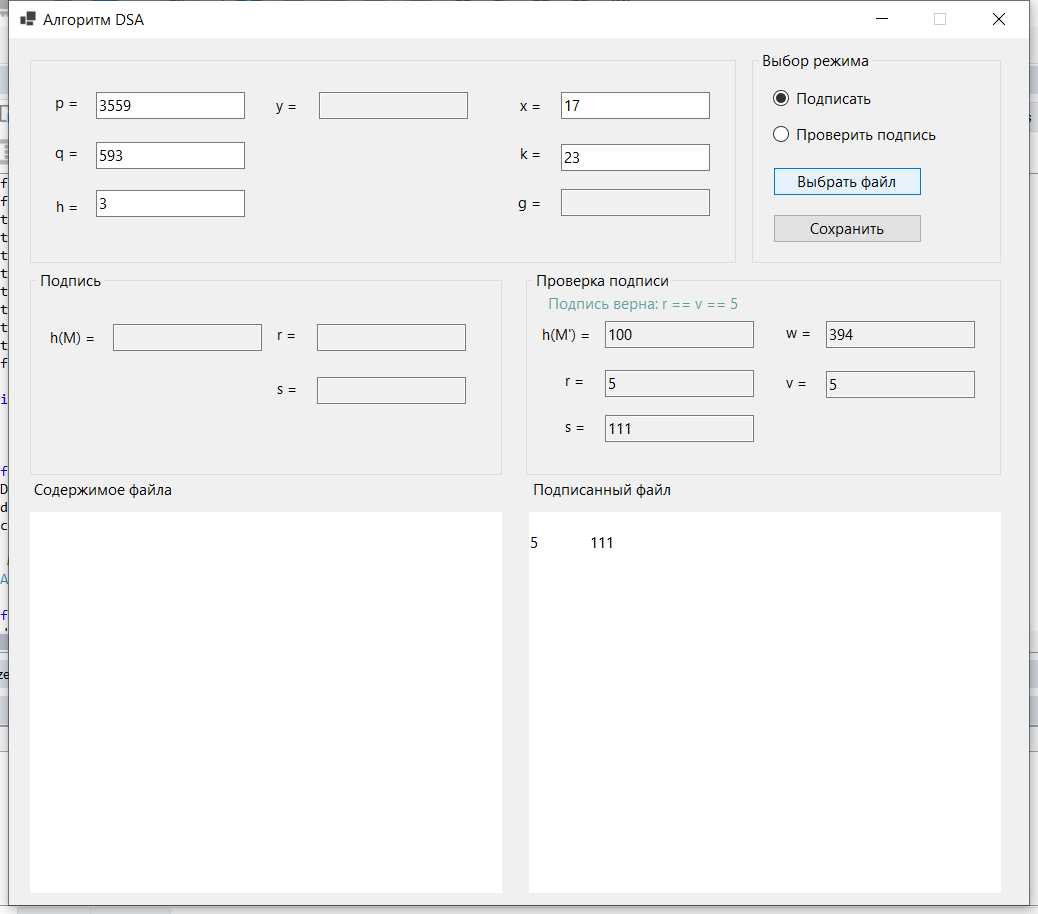 Алгоритм DSA
p = 3559
y =
x = 17
q = 593
k = 23
h = 3
g =
Выбор режима
Подписать
Проверить подпись
Выбрать файл
Сохранить
Подпись
h(M) =
r =
s =
Проверка подписи
Подпись верна: r == v == 5
h(M') = 100
w = 394
r = 5
v = 5
s = 111
Содержимое файла
Подписанный файл
5 111